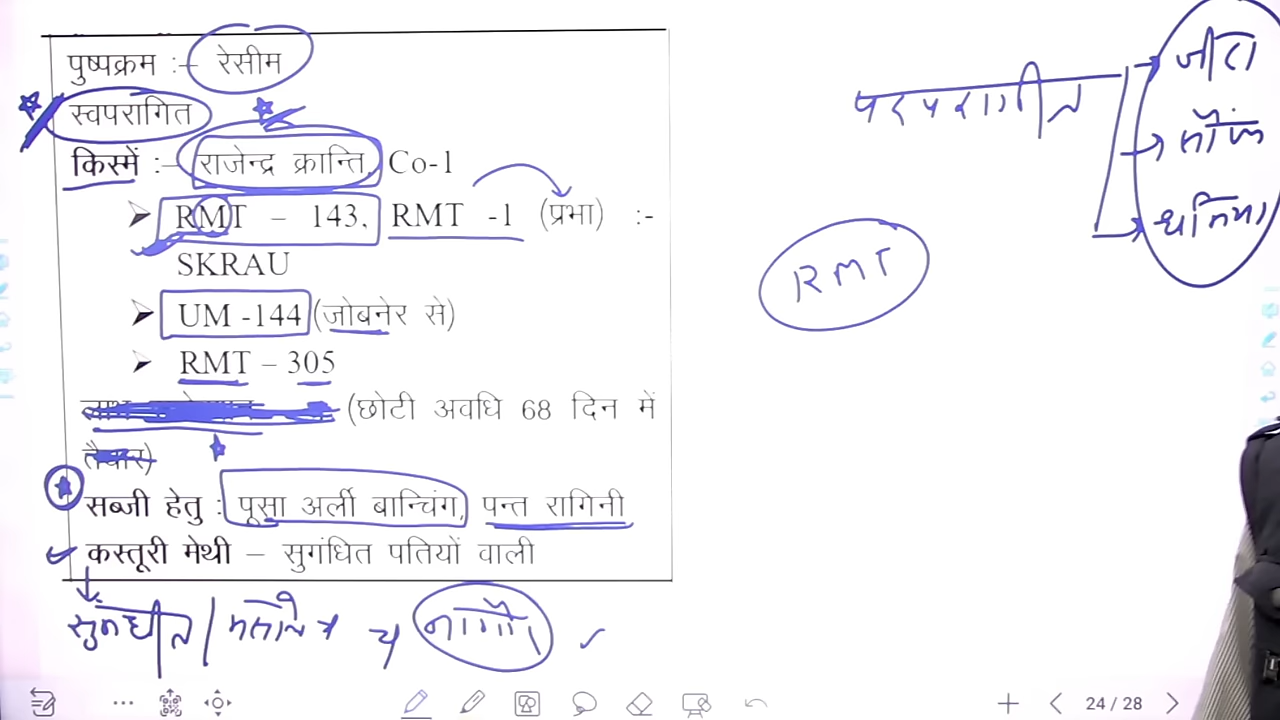 पुष्पक्रम :- रेसीम
स्वपरागित
किस्में :- राजेन्द्र क्रान्ति, Co-1
➢ RMT – 143, RMT -1 (प्रभा) :-
SKRAU
➢ UM -144 (जोबनेर से)
➢ RMT – 305
(छोटी अवधि 68 दिन में
तैयार)
सब्जी हेतु : पूसा अर्ली बान्चिंग, पन्त रागिनी
कस्तूरी मेथी – सुगंधित पतियों वाली
परपरागीत
जीरा
सौंफ
धनिया
RMT
24 / 28